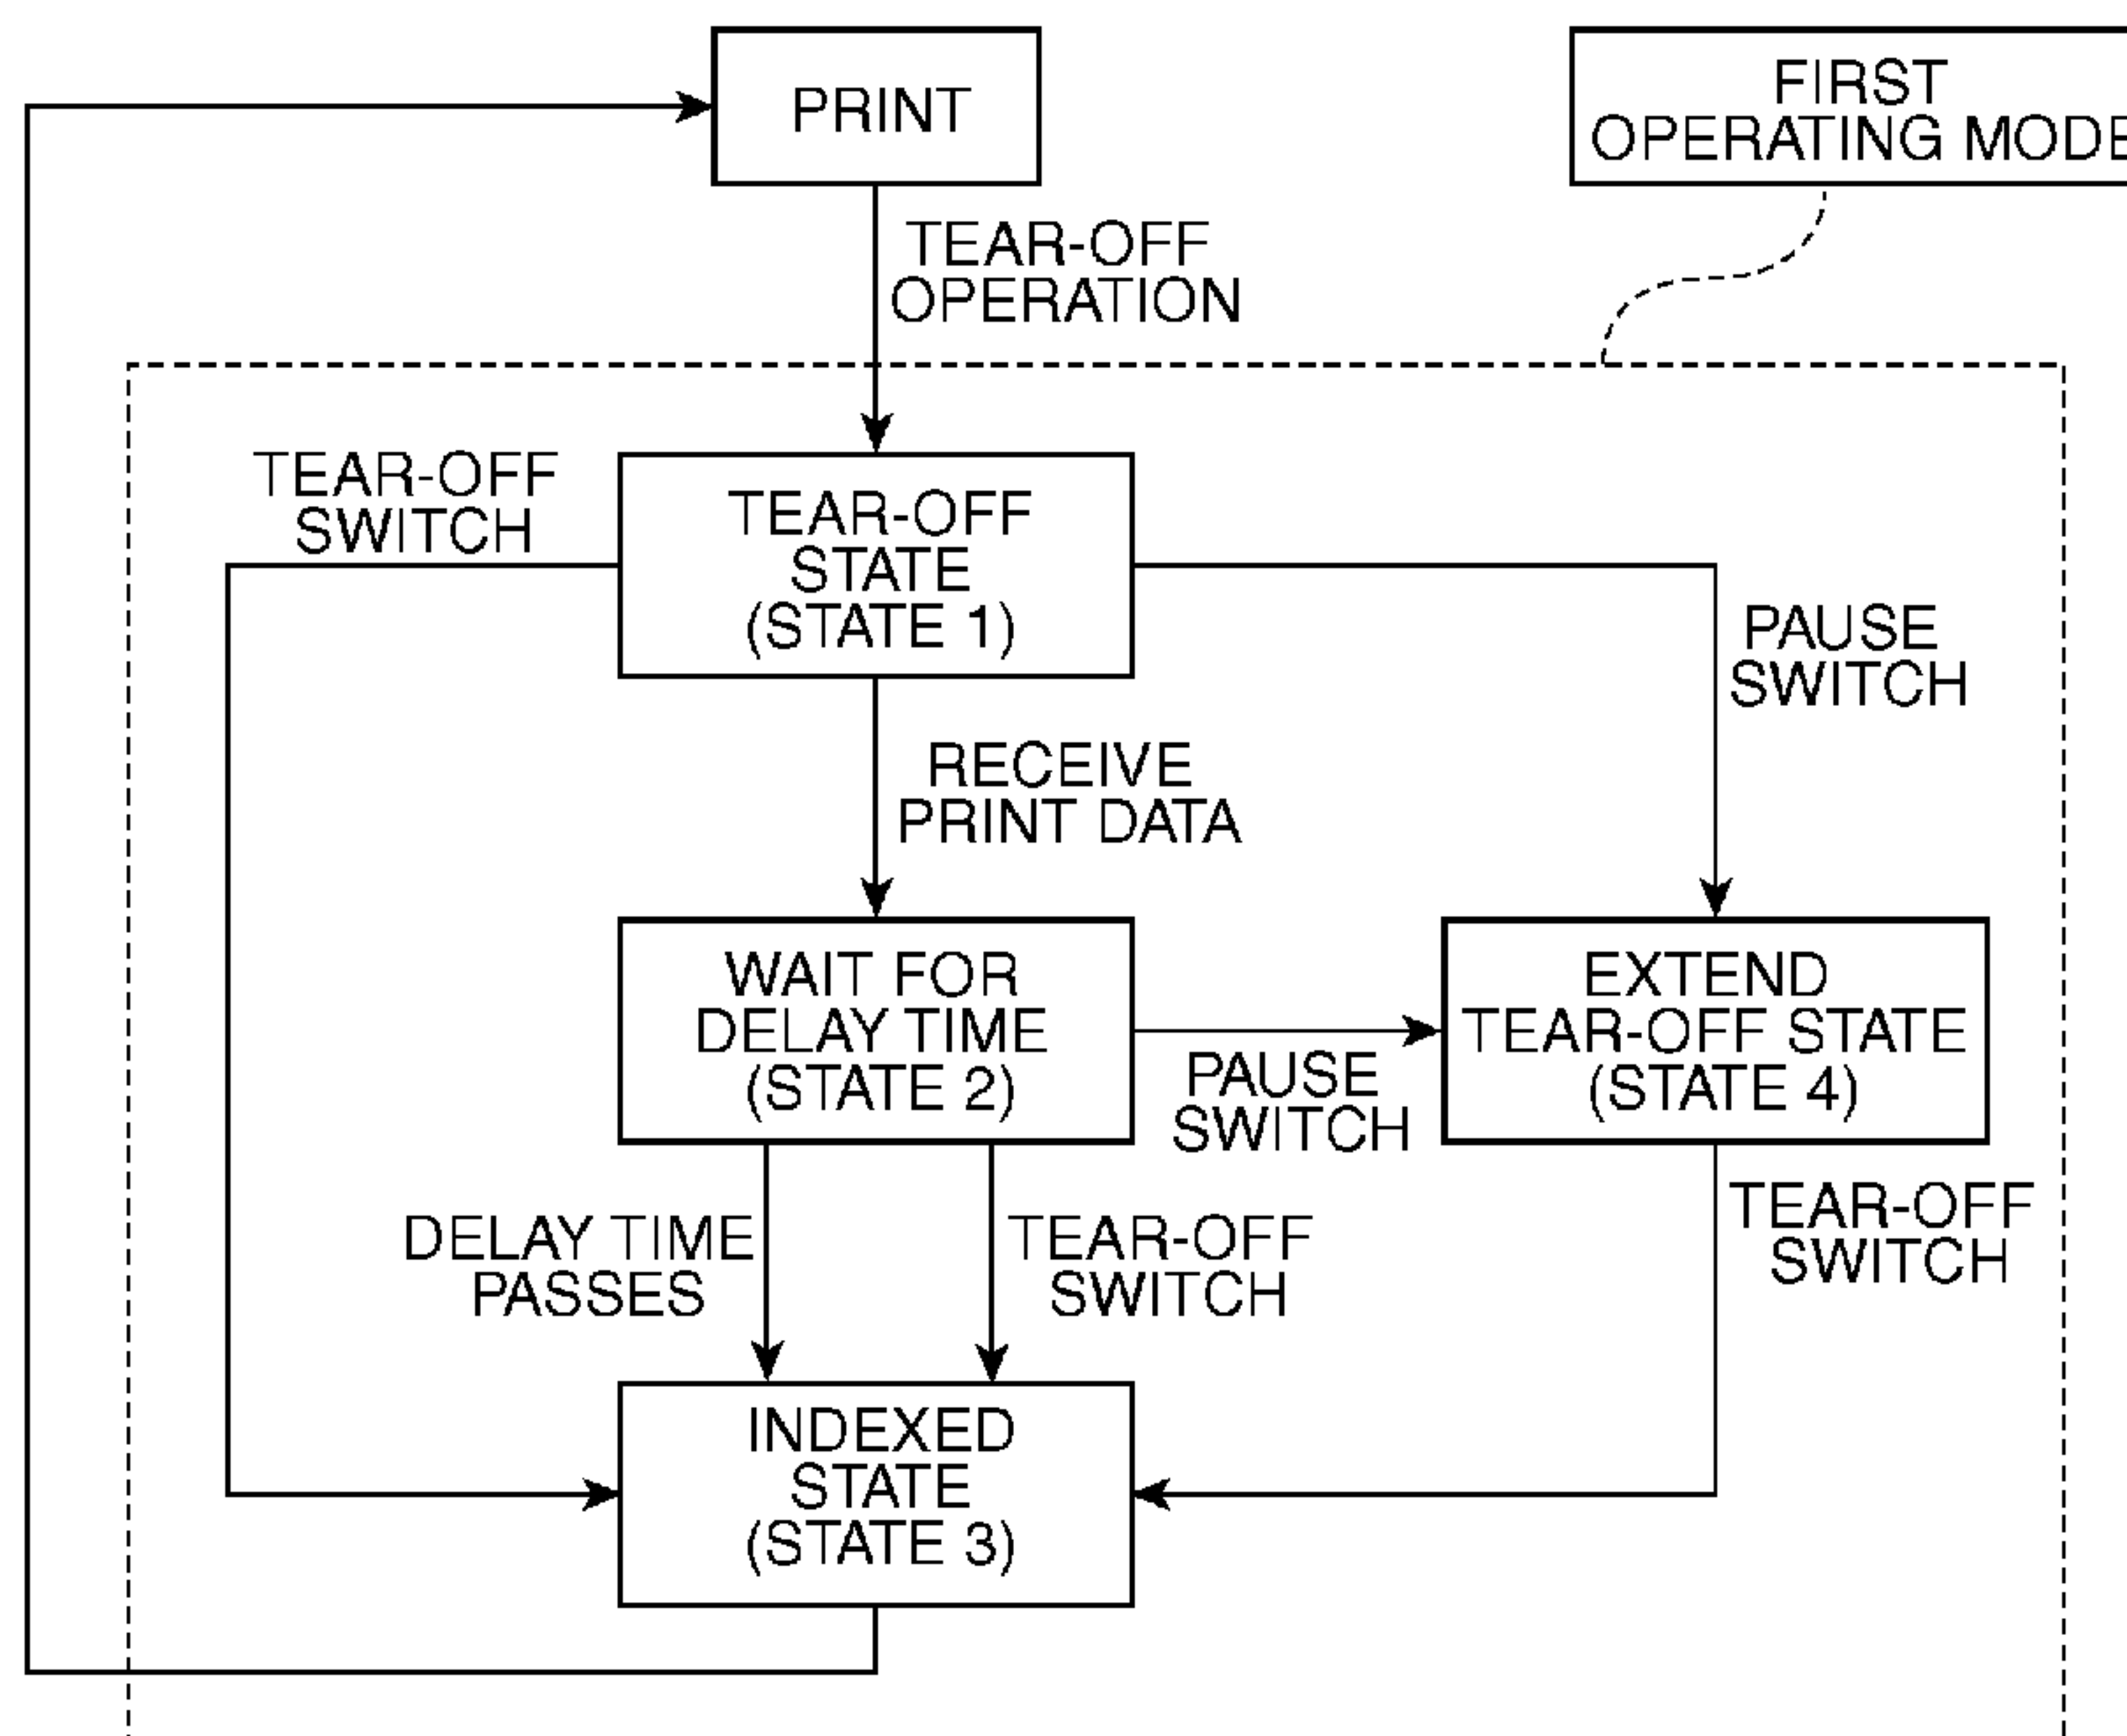 PRINT
FIRST
OPERATING MODE
TEAR-OFF
OPERATION
TEAR-OFF
SWITCH
TEAR-OFF
STATE
(STATE 1)
PAUSE
SWITCH
RECEIVE
PRINT DATA
WAIT FOR
DELAY TIME
(STATE 2)
PAUSE
SWITCH
EXTEND
TEAR-OFF STATE
(STATE 4)
DELAY TIME
PASSES
TEAR-OFF
SWITCH
TEAR-OFF
SWITCH
INDEXED
STATE
(STATE 3)